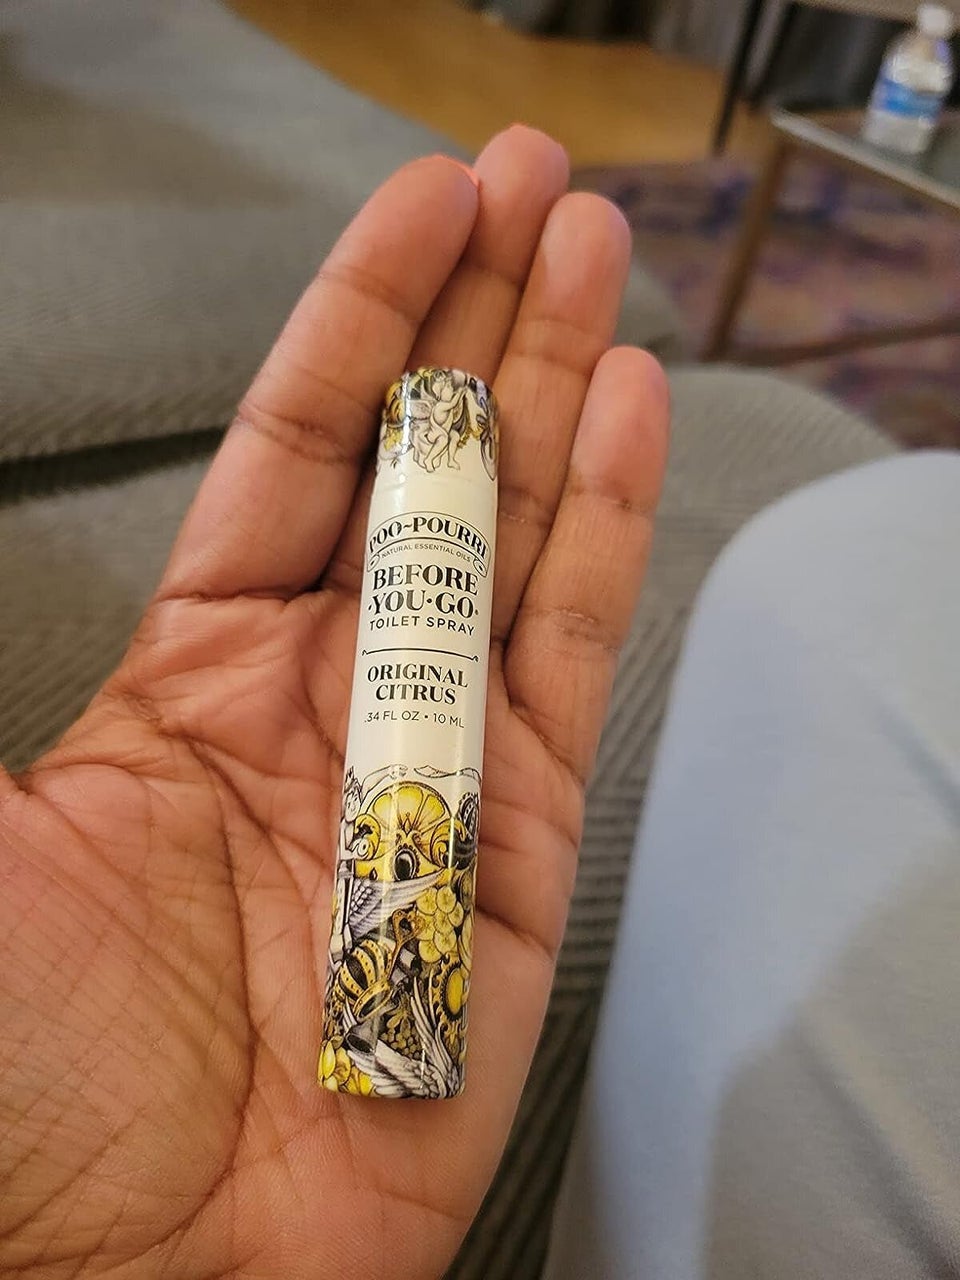 POO~POURRI
NATURAL ESSENTIAL OILS
BEFORE
·YOU·GO®
TOILET SPRAY
ORIGINAL
CITRUS
.34 FL OZ • 10 ML